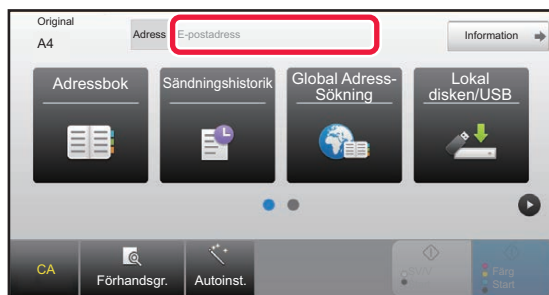 Original
A4
Adress
E-postadress
Information
Adressbok
Sändningshistorik
Global Adress-
Sökning
Lokal
disken/USB
CA
Förhandsgr.
Autoinst.
Färg
Start